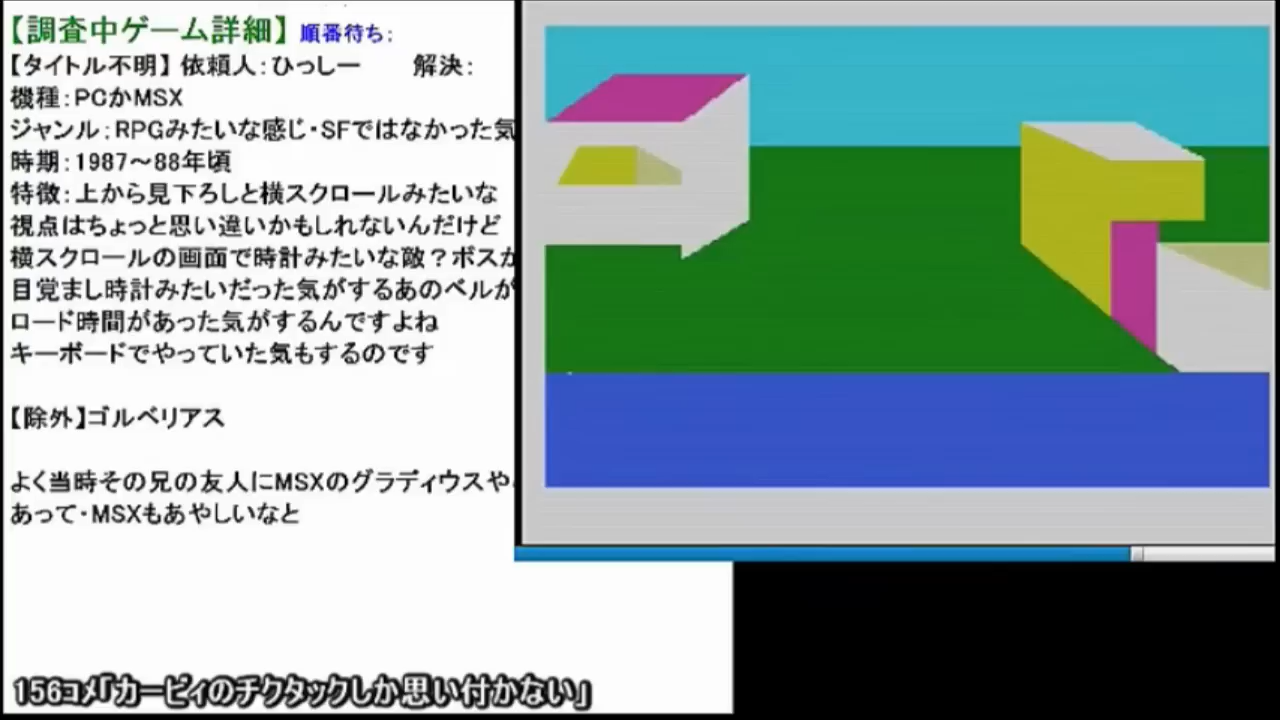 【調査中ゲーム詳細】 順番待ち:
【タイトル不明】 依頼人:ひっしー 解決:
機種:PCかMSX
ジャンル:RPGみたいな感じ・SFではなかった気
時期:1987〜88年頃
特徴:上から見下ろしと横スクロールみたいな
視点はちょっと思い違いかもしれないんだけど
横スクロールの画面で時計みたいな敵?ボスが
目覚まし時計みたいだった気がするあのベルが
ロード時間があった気がするんですよね
キーボードでやっていた気もするのです
【除外】ゴルベリアス
よく当時その兄の友人にMSXのグラディウスや
あって・MSXもあやしいなと
156コメ「カービィのチクタックしか思い付かない」